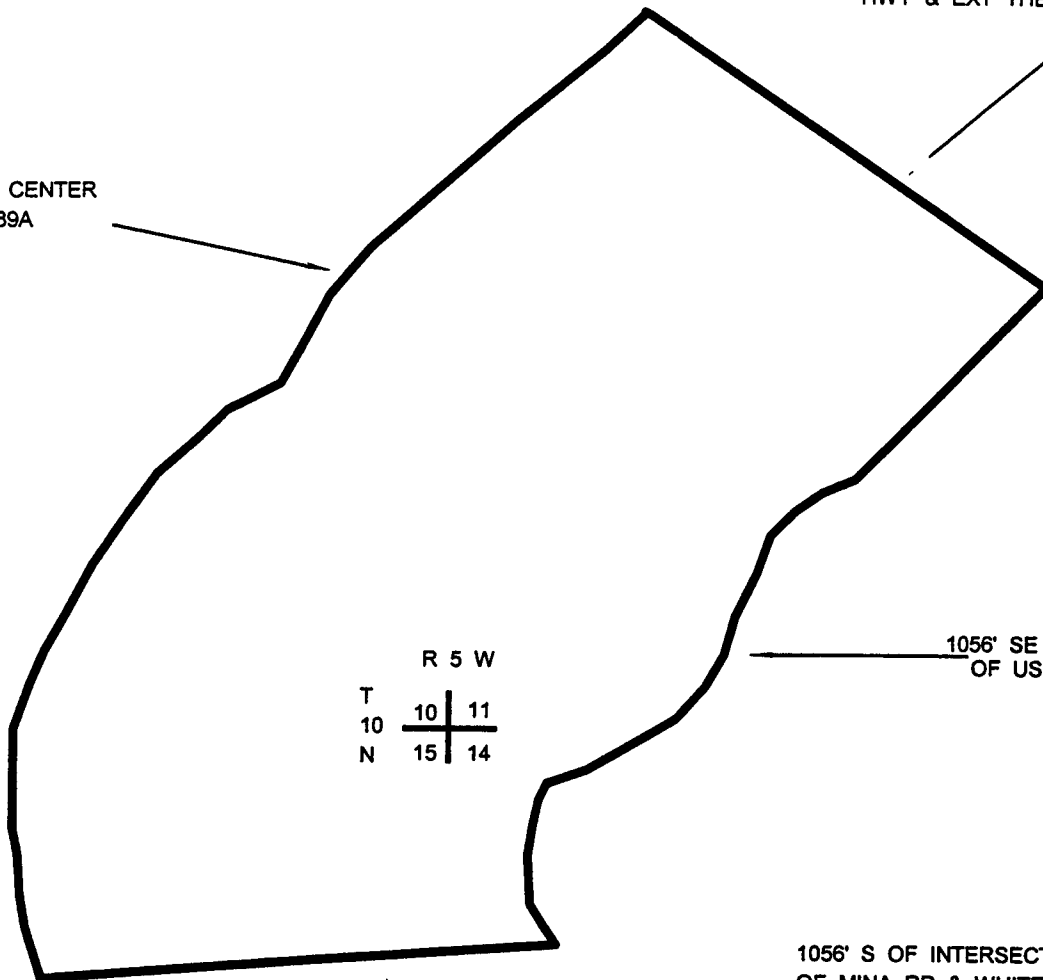 HWY & EXT THE
CENTER
89A
R 5 W
T
10 11
10
N 15 14
1056' SE
OF US
1056' S OF INTERSECT
OF MINA RD & WHITE